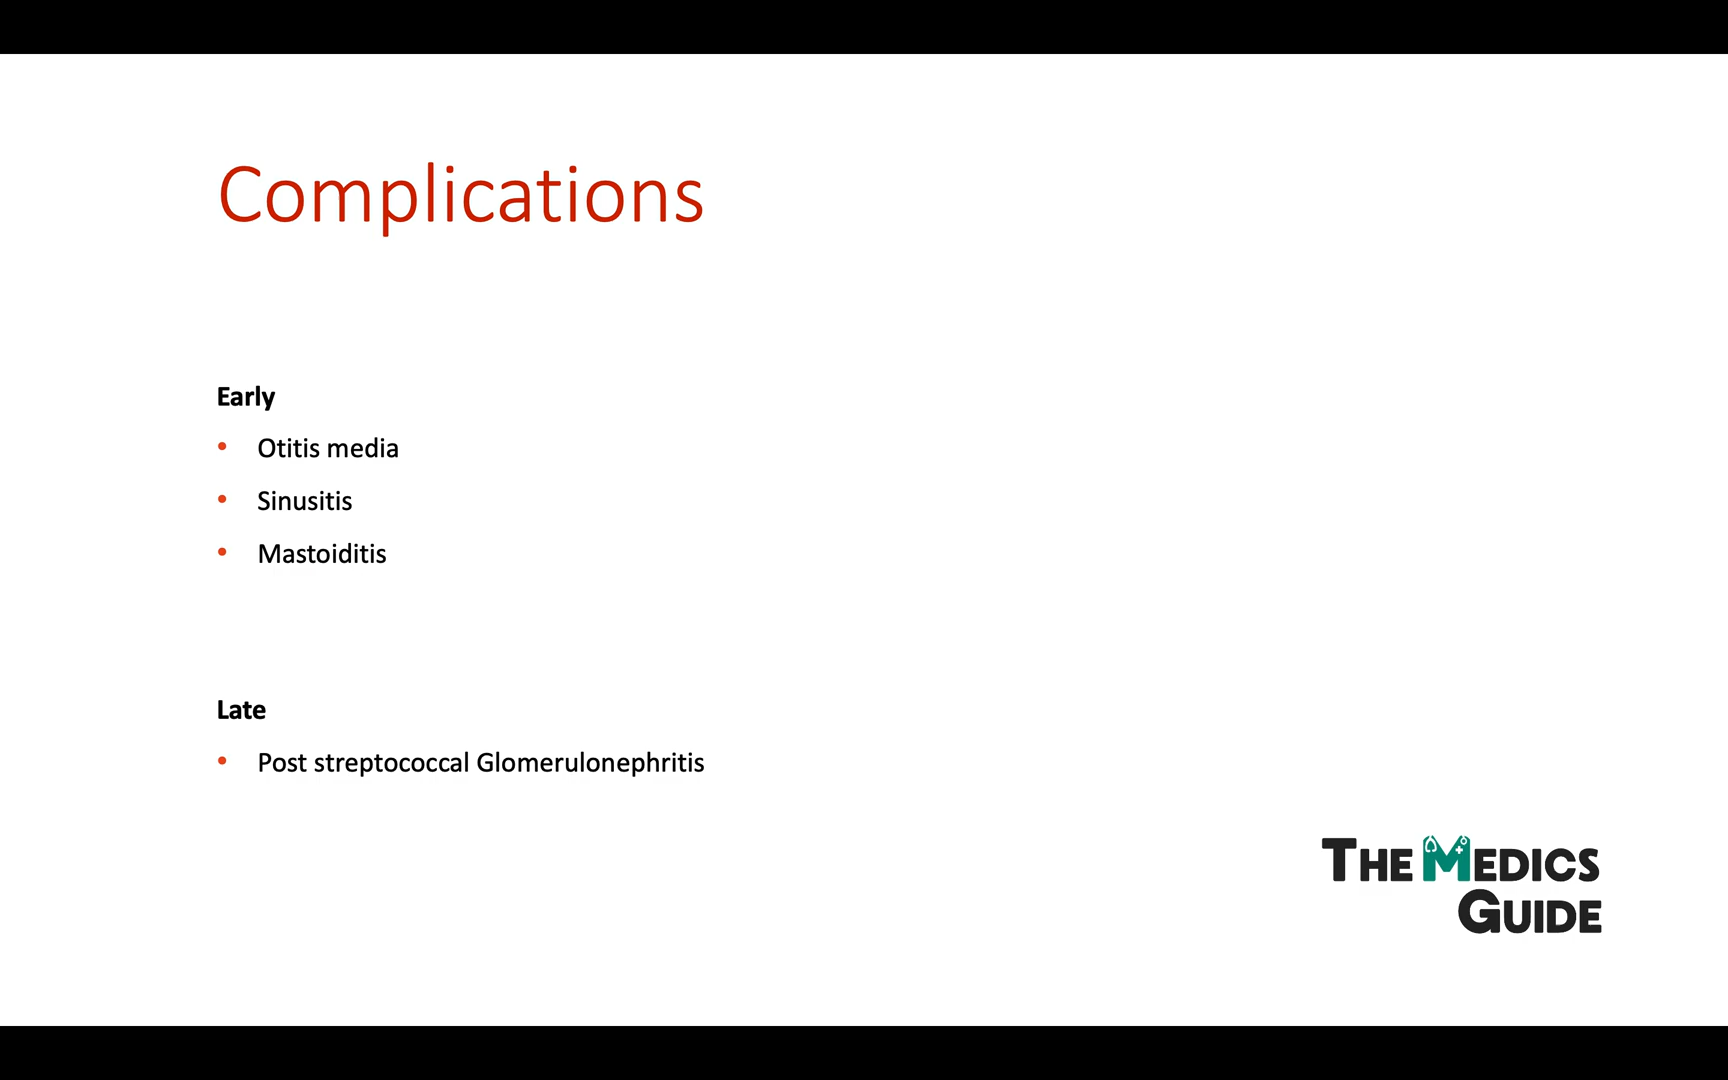 Complications
Early
• Otitis media
• Sinusitis
• Mastoiditis
Late
• Post streptococcal Glomerulonephritis
THE MEDICS
GUIDE